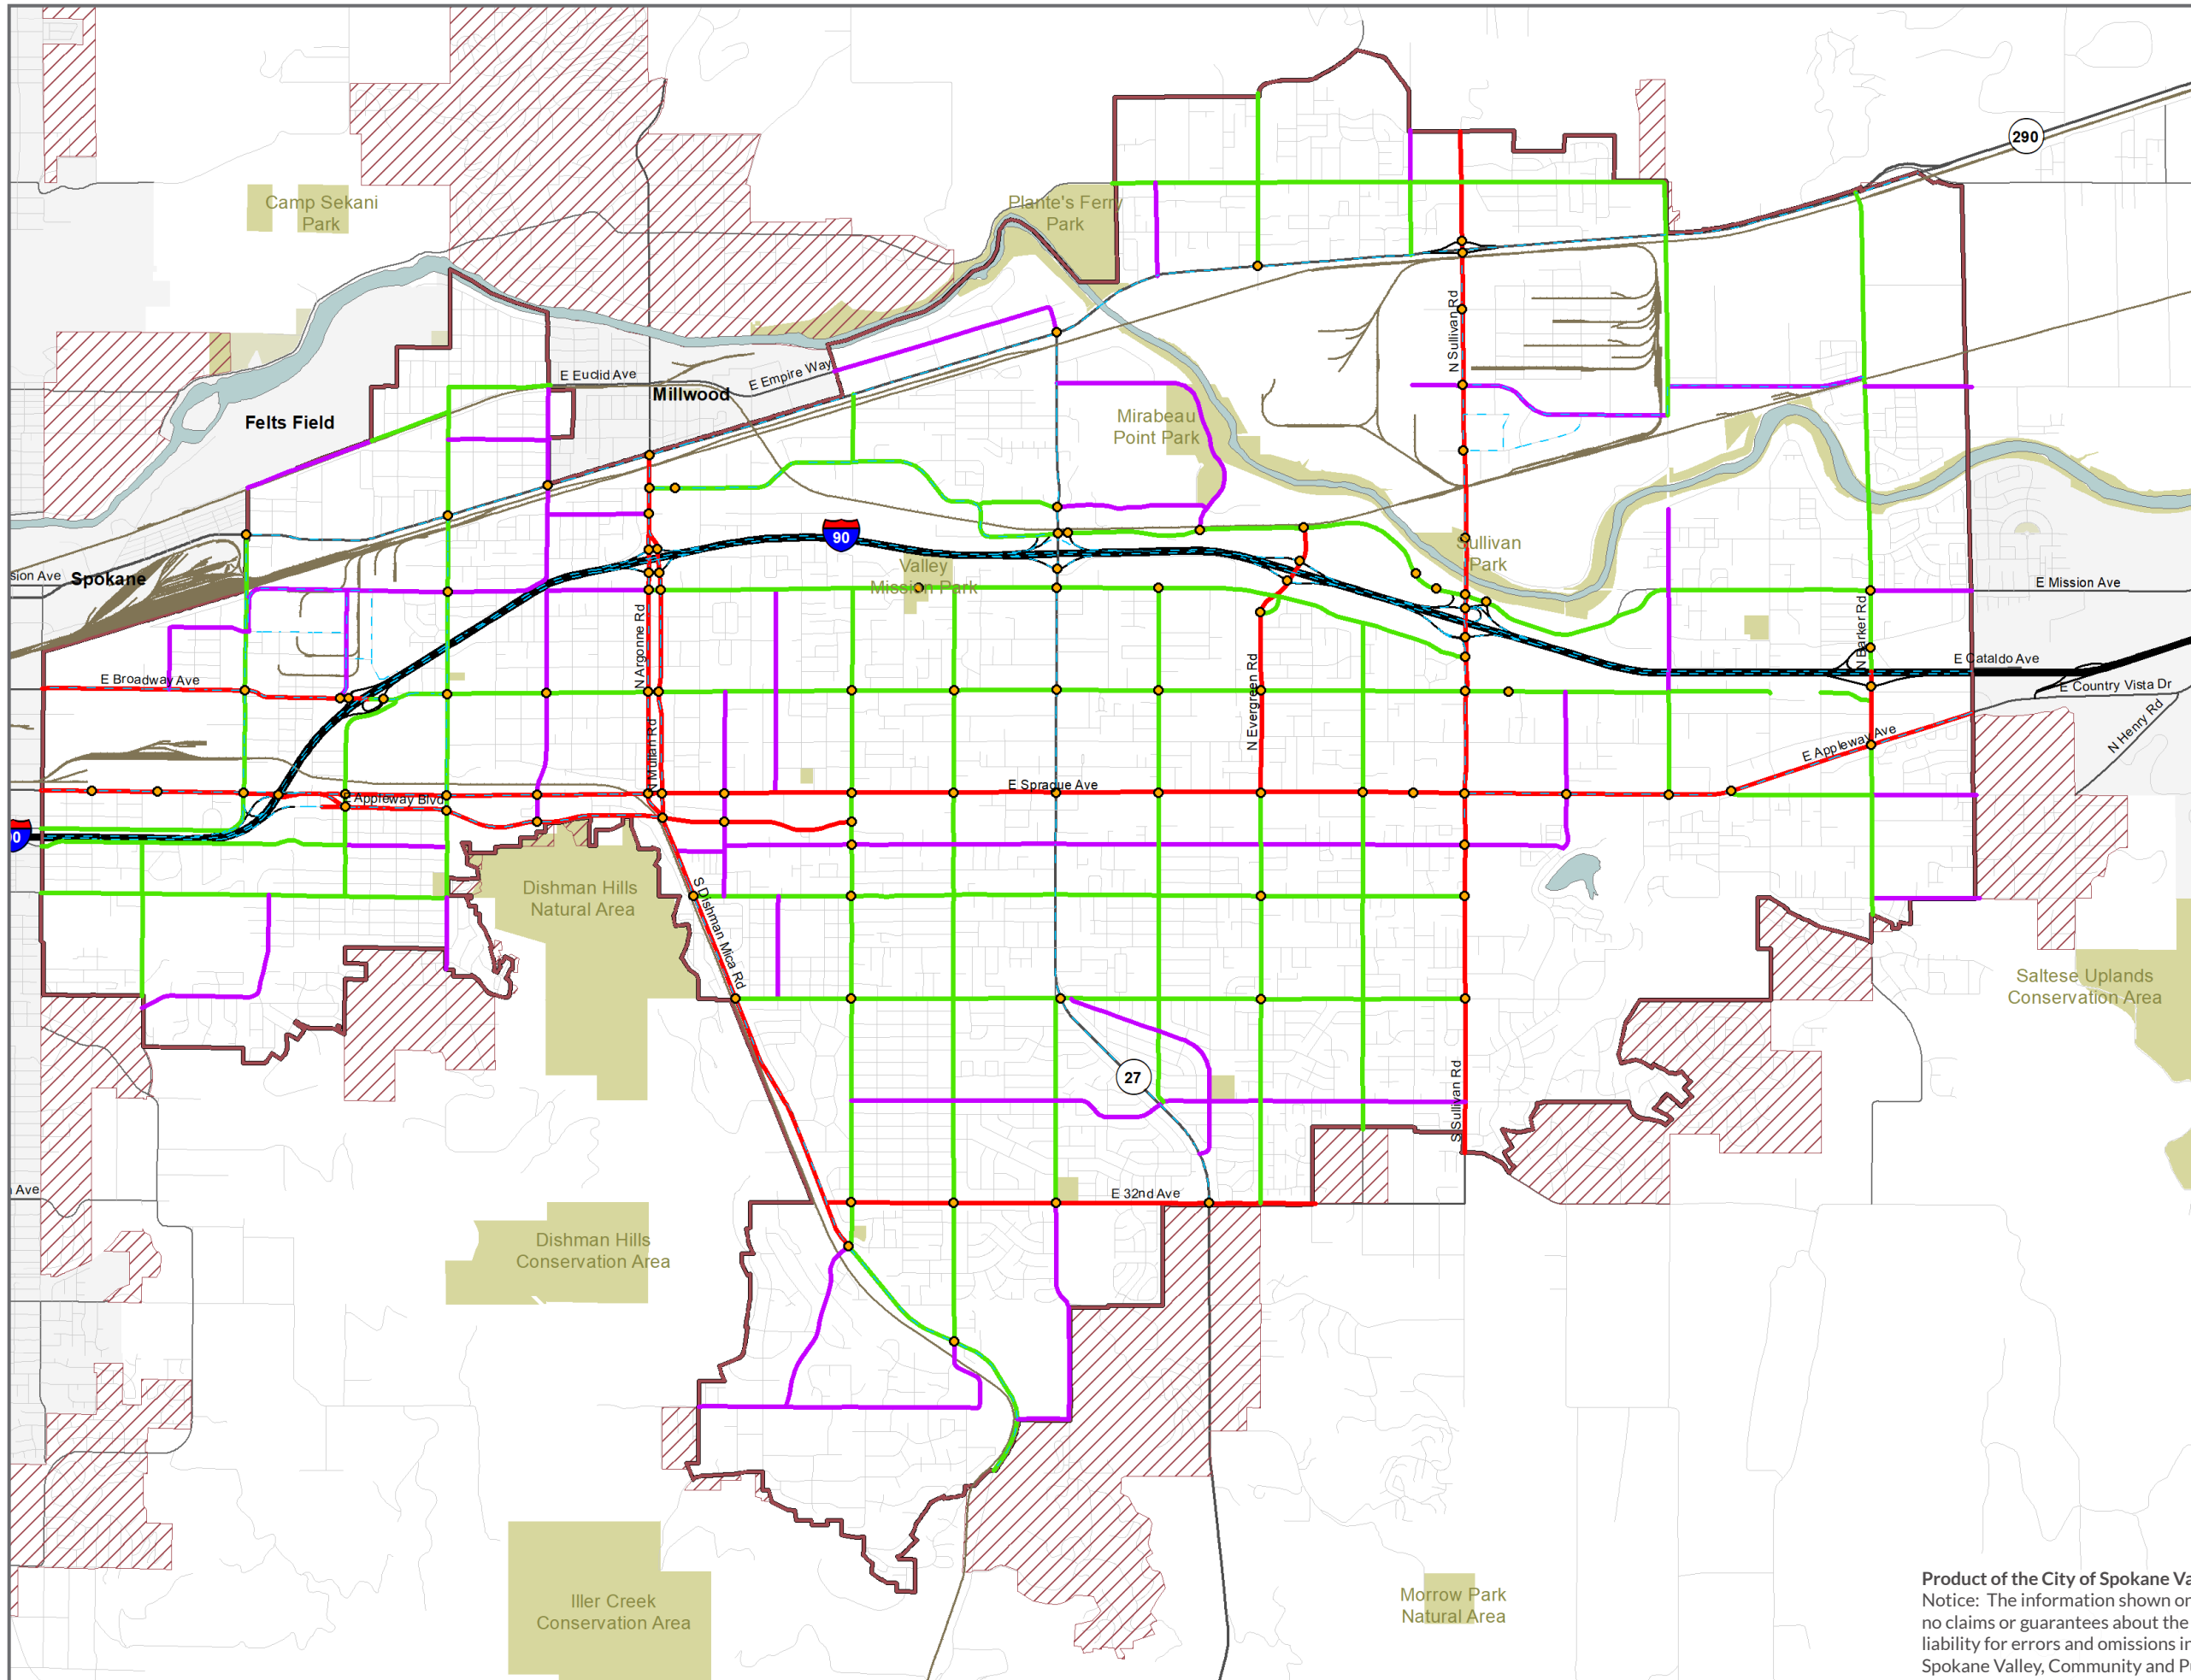 290
Camp Sekani
Park
Plante's Ferry
Park
N Sullivan Rd
E Euclid Ave
E Empire Way
Millwood
Felts Field
Mirabeau
Point Park
90
Sullivan
Park
Valley
Mission Park
Spokane
E Mission Ave
N Argonne Rd
N Barker Rd
E Cataldo Ave
E Broadway Ave
E Country Vista Dr
N Evergreen Rd
N Mullan Rd
N Henry Rd
E Appleway Ave
E Sprague Ave
E Appleway Blvd
Dishman Hills
Natural Area
S Dishman Mica Rd
Saltese Uplands
Conservation Area
27
S Sullivan Rd
Ave
E 32nd Ave
Dishman Hills
Conservation Area
Iller Creek
Conservation Area
Morrow Park
Natural Area
Product of the City of Spokane Va
Notice: The information shown or
no claims or guarantees about the
liability for errors and omissions in
Spokane Valley, Community and P